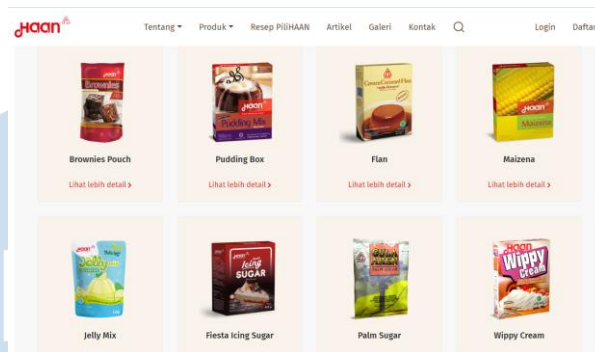 Haan
Tentang Produk Resep PiliHAAN Artikel Galeri Kontak Login Daftar
Brownies
Haan
Pudding Mix
Haan
Maizena
Brownies Pouch Pudding Box Flan Maizena
Lihat lebih detail > Lihat lebih detail > Lihat lebih detail > Lihat lebih detail >
Haan
Jelly
Icing
SUGAR
Haan
Wippy
Cream
Jelly Mix Fiesta Icing Sugar Palm Sugar Wippy Cream